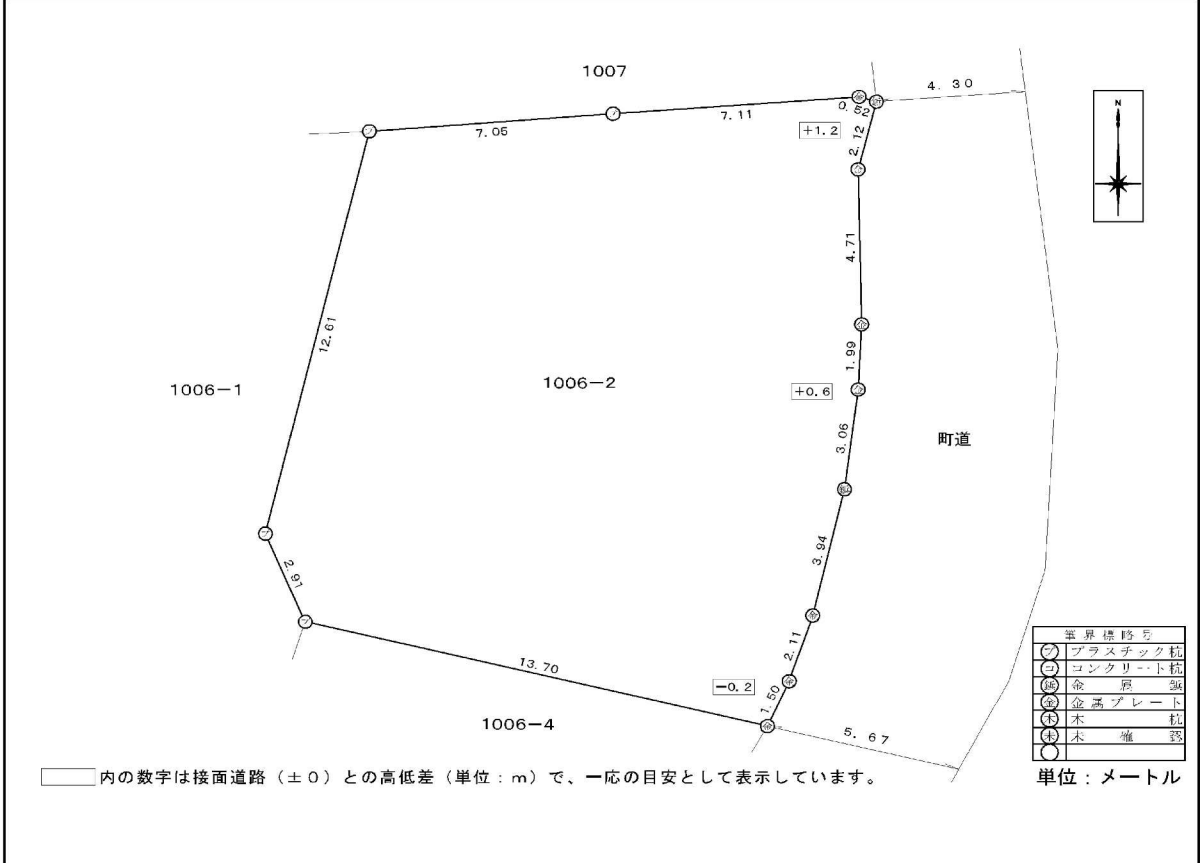 1007
4.30
N
7.05
7.11
0.52
+1.2
2.12
4.71
12.61
1.99
1006-1
1006-2
+0.6
3.06
町道
3.94
2.91
2.11
13.70
-0.2
1.50
1006-4
5.67
筆界標略号
プ プラスチック杭
コ コンクリート杭
鋲 金属鋲
金 金属プレート
木 木杭
内の数字は接面道路(±0)との高低差(単位:m)で、一応の目安として表示しています。
単位:メートル